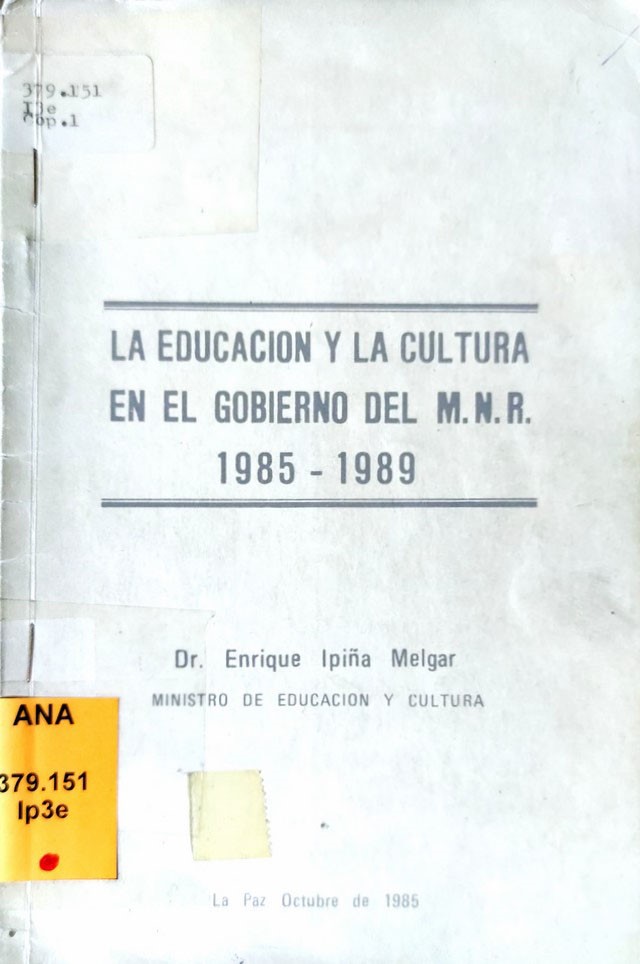 379.151
I3e
Cop.1
LA EDUCACION Y LA CULTURA
EN EL GOBIERNO DEL M.N.R.
1985 - 1989
Dr. Enrique Ipiña Melgar
MINISTRO DE EDUCACION Y CULTURA
ANA
379.151
Ip3e
La Paz Octubre de 1985